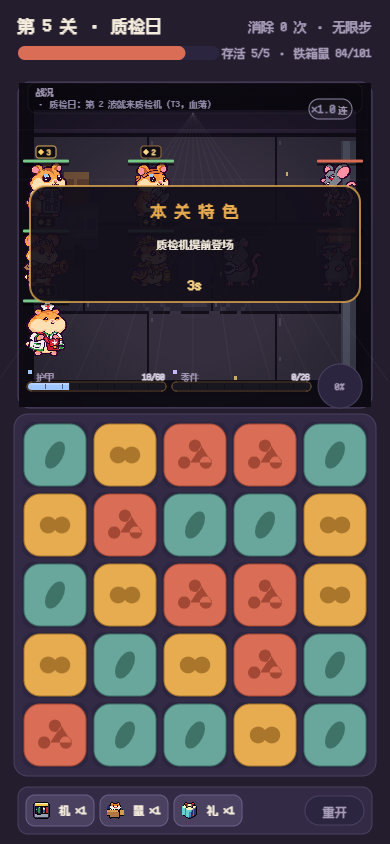 第 5 关 · 质检日
消除 0 次 · 无限步
存活 5/5 · 铁箱鼠 84/101
战况
· 质检日: 第 2 波就来质检机 (T3, 血薄)
×1.0 连
◆3
◆2
本关特色
质检机提前登场
3s
护甲 18/60
零件 0/26
0%
机 ×1
鼠 ×1
礼 ×1
重开